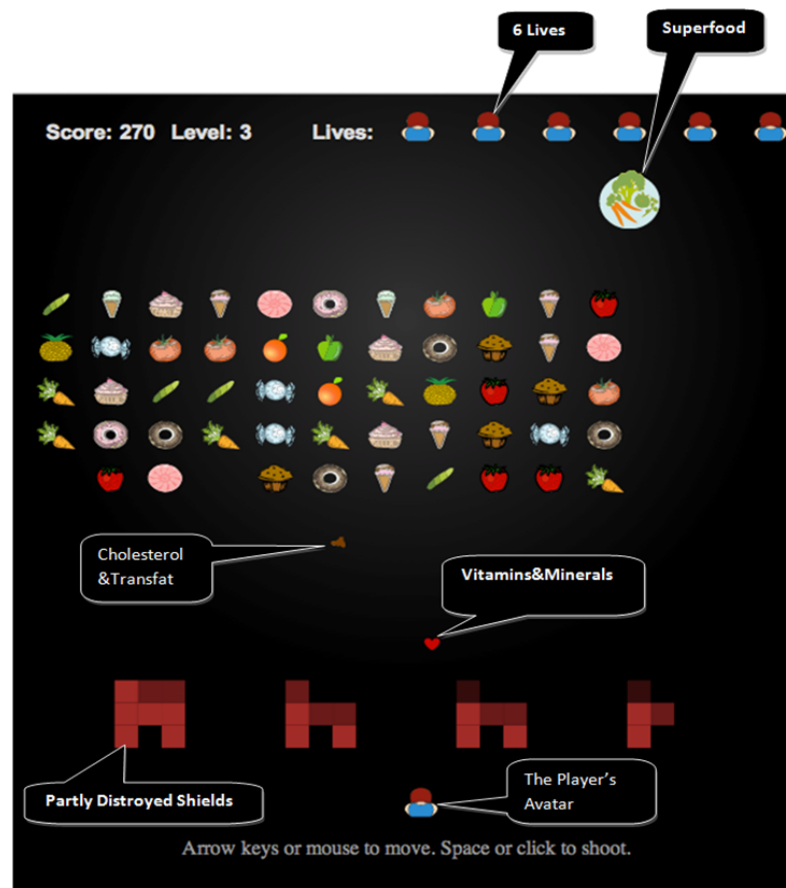 6 Lives
Superfood
Score: 270 Level: 3 Lives:
Cholesterol
&Transfat
Vitamins&Minerals
Partly Distroyed Shields
The Player's
Avatar
Arrow keys or mouse to move. Space or click to shoot.